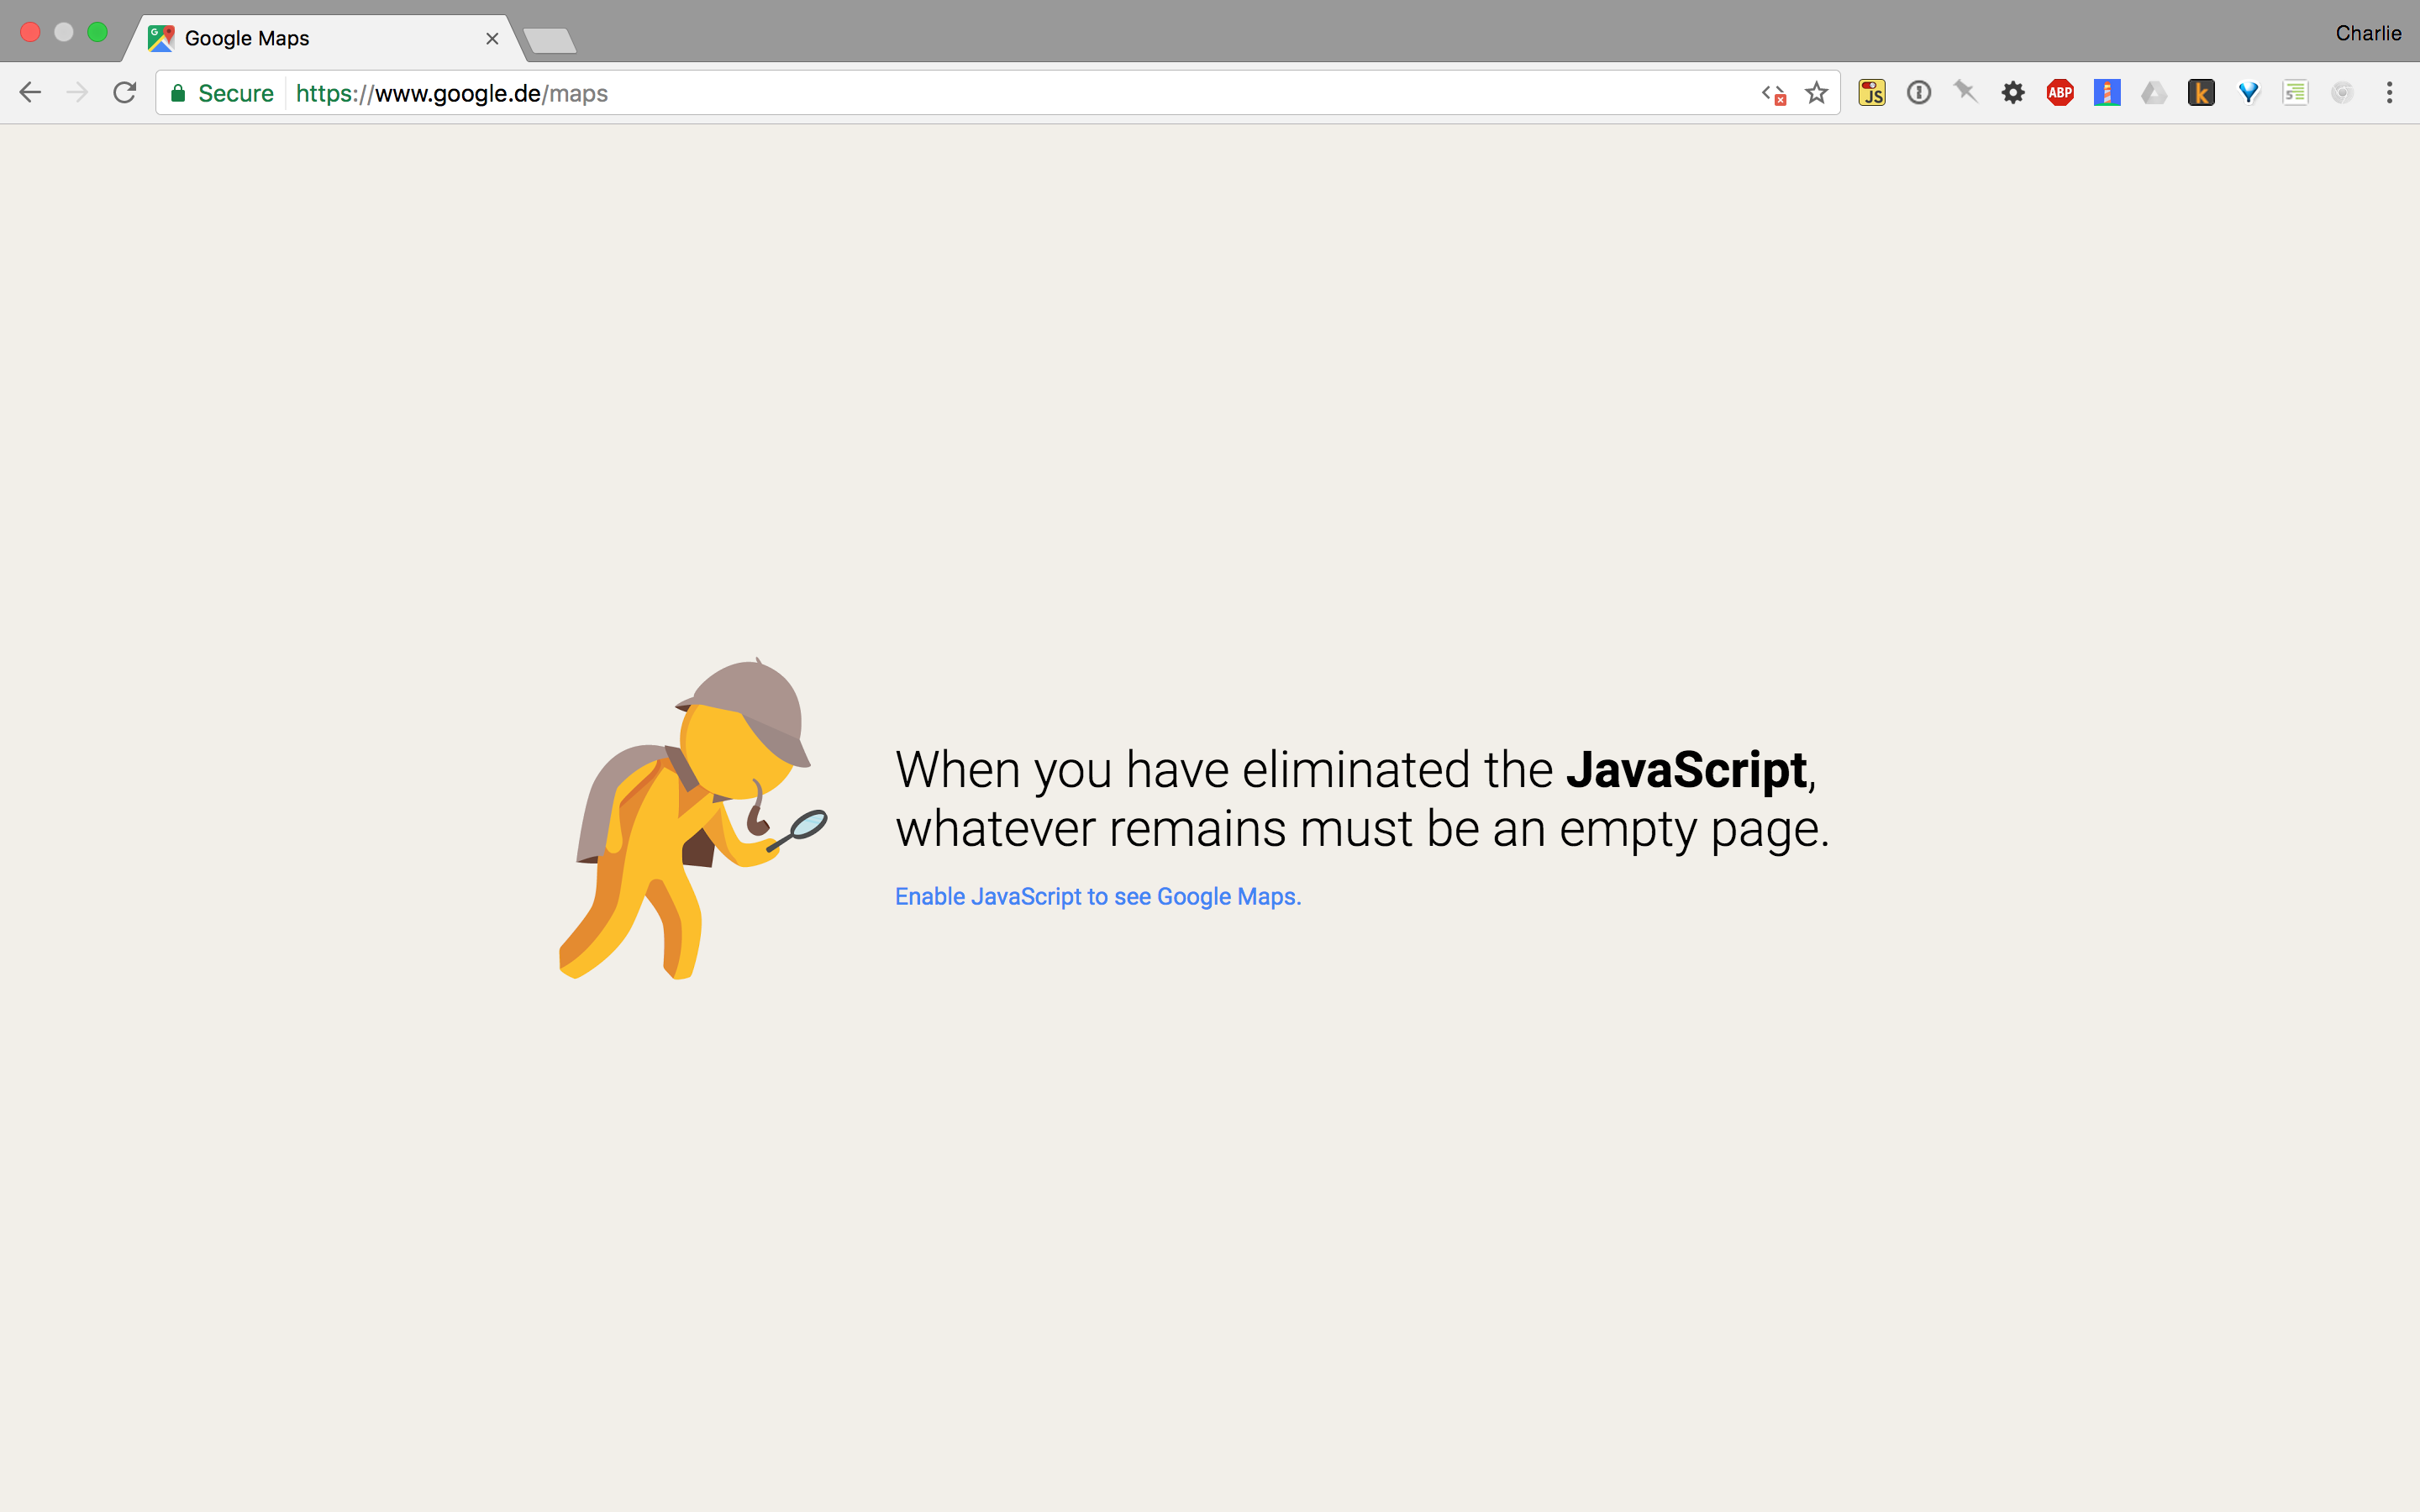 Google Maps
Charlie
Secure https://www.google.de/maps
JS
ABP
k
5
When you have eliminated the JavaScript,
whatever remains must be an empty page.
Enable JavaScript to see Google Maps.